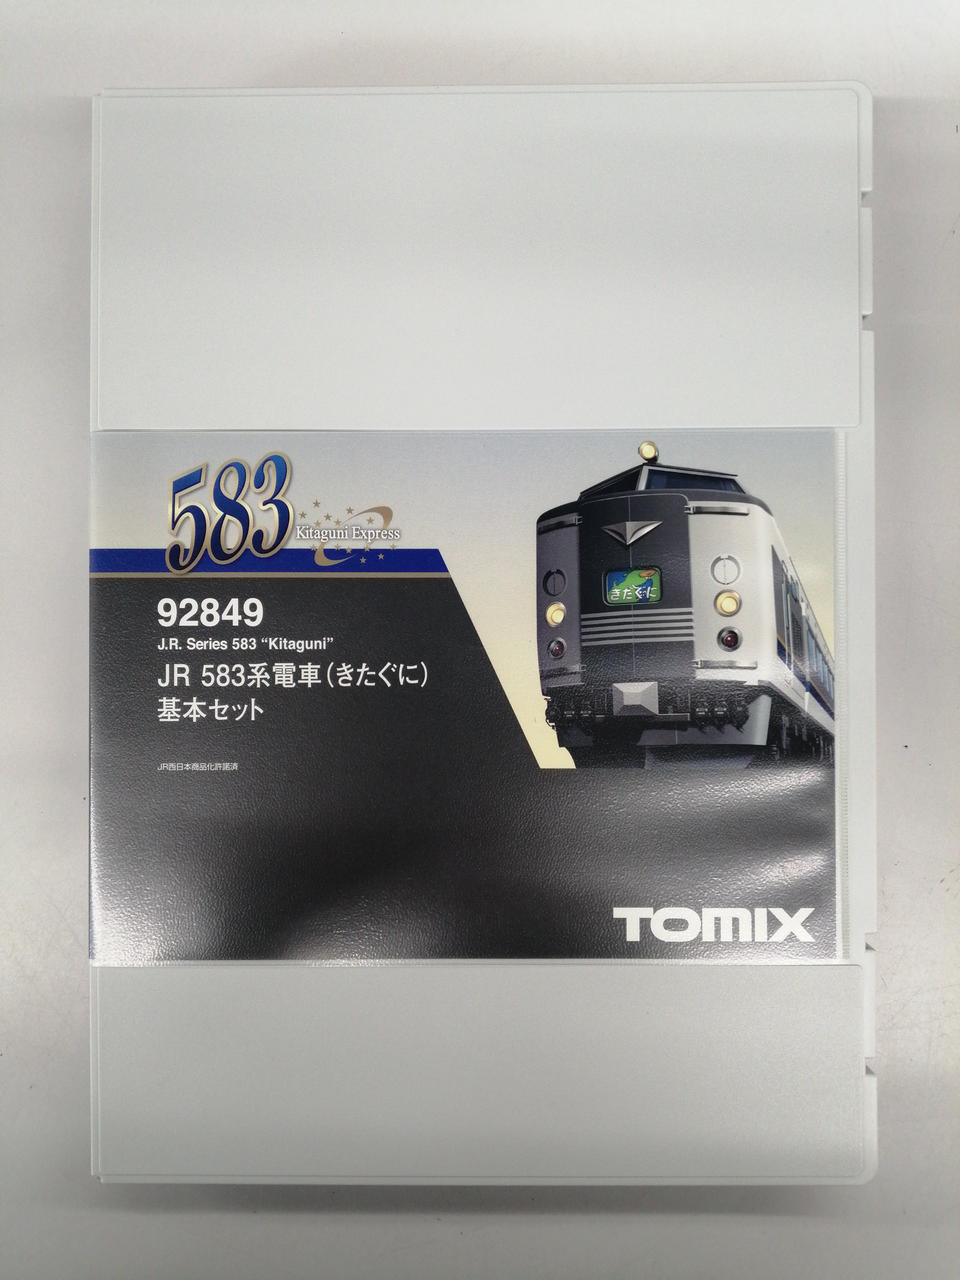 583
Kitaguni Express
きたぐに
92849
J.R. Series 583 “Kitaguni”
JR 583系電車(きたぐに)
基本セット
JR西日本商品化許諾済
TOMIX